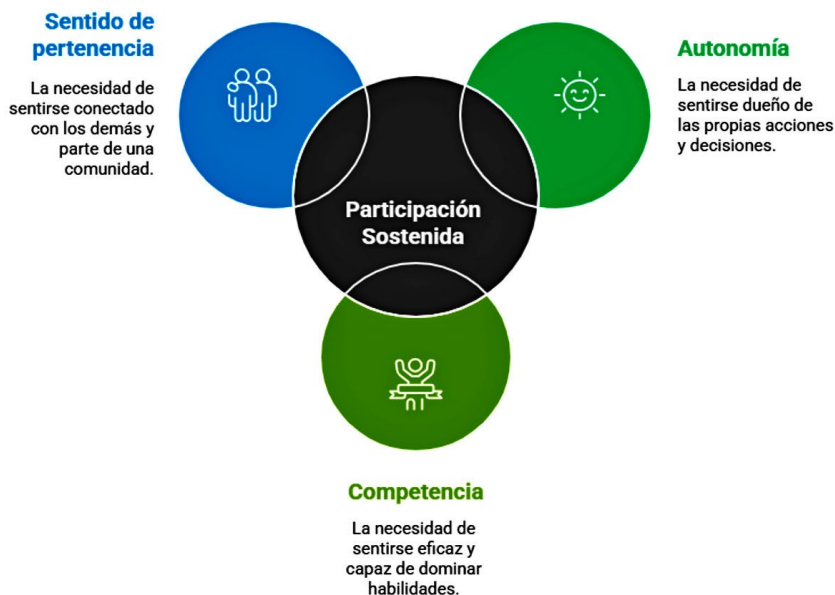 Sentido de
pertenencia
La necesidad de
sentirse conectado
con los demás y
parte de una
comunidad.
Autonomía
La necesidad de
sentirse dueño de
las propias acciones
y decisiones.
Participación
Sostenida
Competencia
La necesidad de
sentirse eficaz y
capaz de dominar
habilidades.